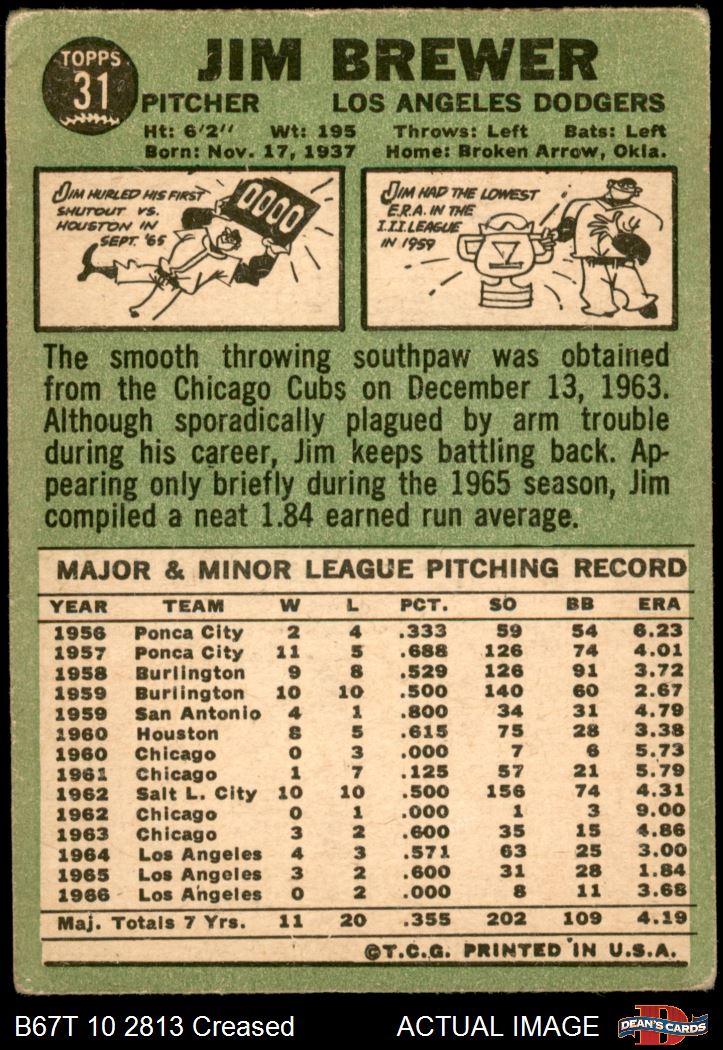 TOPPS
31
JIM BREWER
PITCHER LOS ANGELES DODGERS
Ht: 6'2" Wt: 195 Throws: Left Bats: Left
Born: Nov. 17, 1937 Home: Broken Arrow, Okla.
JIM HURLED HIS FIRST
SHUTOUT VS.
HOUSTON IN
SEPT. '65
0000
JIM HAD THE LOWEST
E.R.A. IN THE
I.I.I. LEAGUE
IN 1959
The smooth throwing southpaw was obtained
from the Chicago Cubs on December 13, 1963.
Although sporadically plagued by arm trouble
during his career, Jim keeps battling back. Ap-
pearing only briefly during the 1965 season, Jim
compiled a neat 1.84 earned run average.
MAJOR & MINOR LEAGUE PITCHING RECORD
YEAR TEAM W L PCT. SO BB ERA
1956 Ponca City 2 4 .333 59 54 6.23
1957 Ponca City 11 5 .688 126 74 4.01
1958 Burlington 9 8 .529 126 91 3.72
1959 Burlington 10 10 .500 140 60 2.67
1959 San Antonio 4 1 .800 34 31 4.79
1960 Houston 8 5 .615 75 28 3.38
1960 Chicago 0 3 .000 7 6 5.73
1961 Chicago 1 7 .125 57 21 5.79
1962 Salt L. City 10 10 .500 156 74 4.31
1962 Chicago 0 1 .000 1 3 9.00
1963 Chicago 3 2 .600 35 15 4.86
1964 Los Angeles 4 3 .571 63 25 3.00
1965 Los Angeles 3 2 .600 31 28 1.84
1966 Los Angeles 0 2 .000 8 11 3.68
Maj. Totals 7 Yrs. 11 20 .355 202 109 4.19
©T.C.G. PRINTED IN U.S.A.
B67T 10 2813 Creased ACTUAL IMAGE
D
DEAN'S CARDS